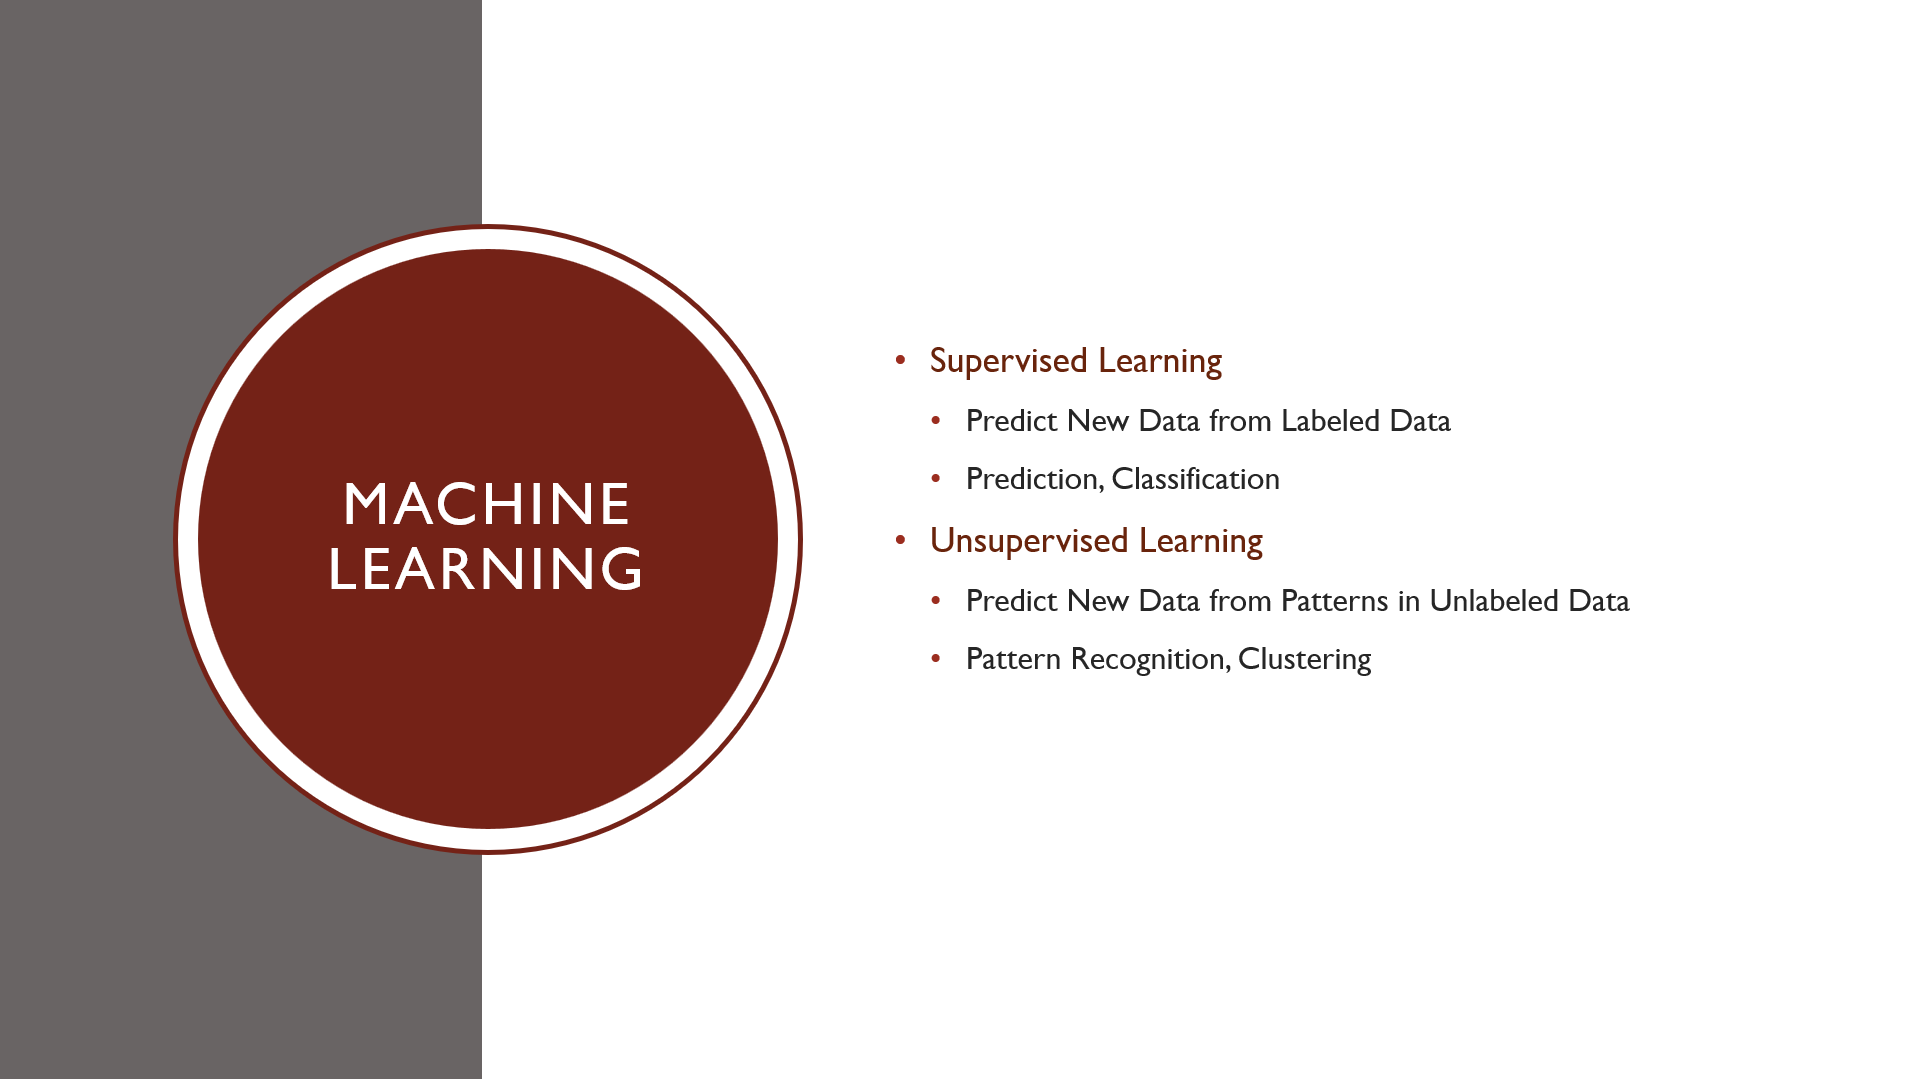 MACHINE
LEARNING
• Supervised Learning
• Predict New Data from Labeled Data
• Prediction, Classification
• Unsupervised Learning
• Predict New Data from Patterns in Unlabeled Data
• Pattern Recognition, Clustering